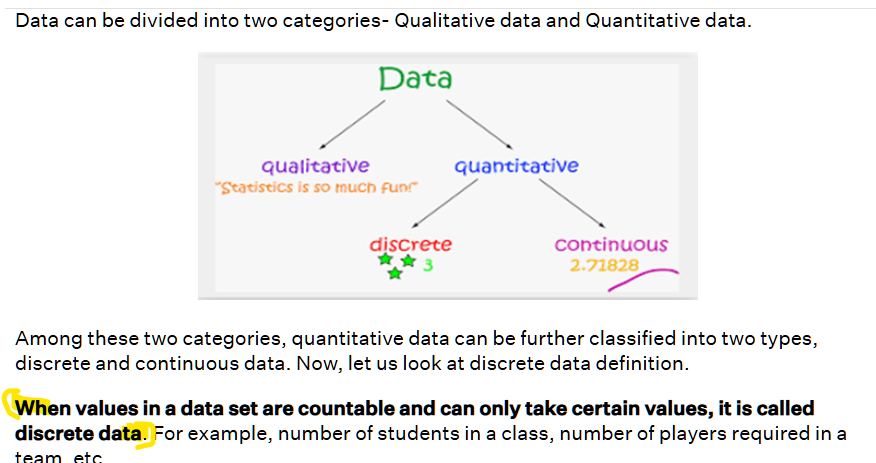 Data can be divided into two categories- Qualitative data and Quantitative data.
Data
qualitative quantitative
"Statistics is so much fun!"
discrete continuous
3 2.71828
Among these two categories, quantitative data can be further classified into two types,
discrete and continuous data. Now, let us look at discrete data definition.
When values in a data set are countable and can only take certain values, it is called
discrete data. For example, number of students in a class, number of players required in a
team, etc